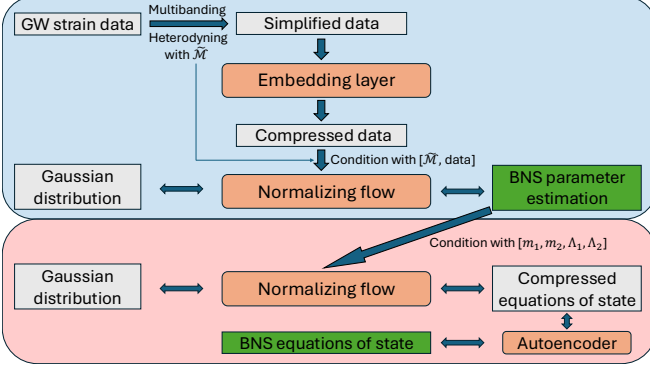 GW strain data
Multibanding
Heterodyning
with ℳ̃
Simplified data
Embedding layer
Compressed data
Condition with [ℳ̃, data]
Gaussian
distribution
Normalizing flow
BNS parameter
estimation
Condition with [m₁, m₂, Λ₁, Λ₂]
Gaussian
distribution
Normalizing flow
Compressed
equations of state
BNS equations of state
Autoencoder